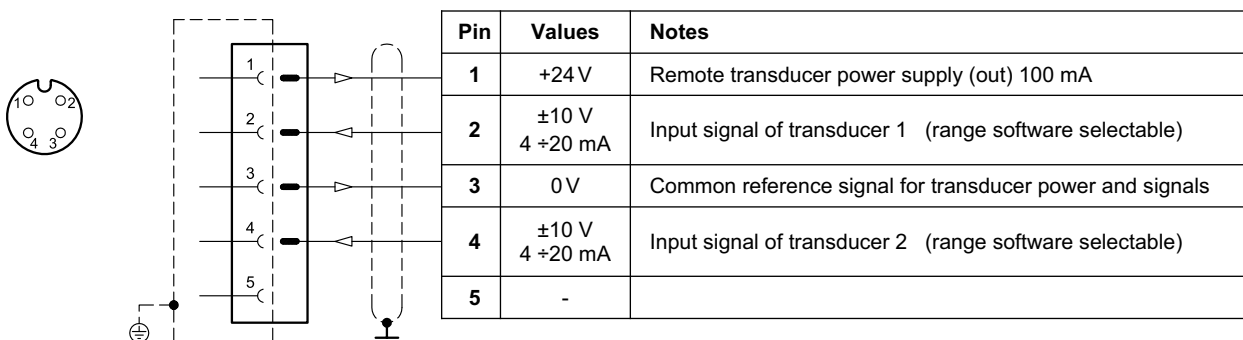 1 2
4 3
1
2
3
4
5
Pin Values Notes
1 +24 V Remote transducer power supply (out) 100 mA
2 ±10 V
4 ÷20 mA Input signal of transducer 1 (range software selectable)
3 0 V Common reference signal for transducer power and signals
4 ±10 V
4 ÷20 mA Input signal of transducer 2 (range software selectable)
5 -